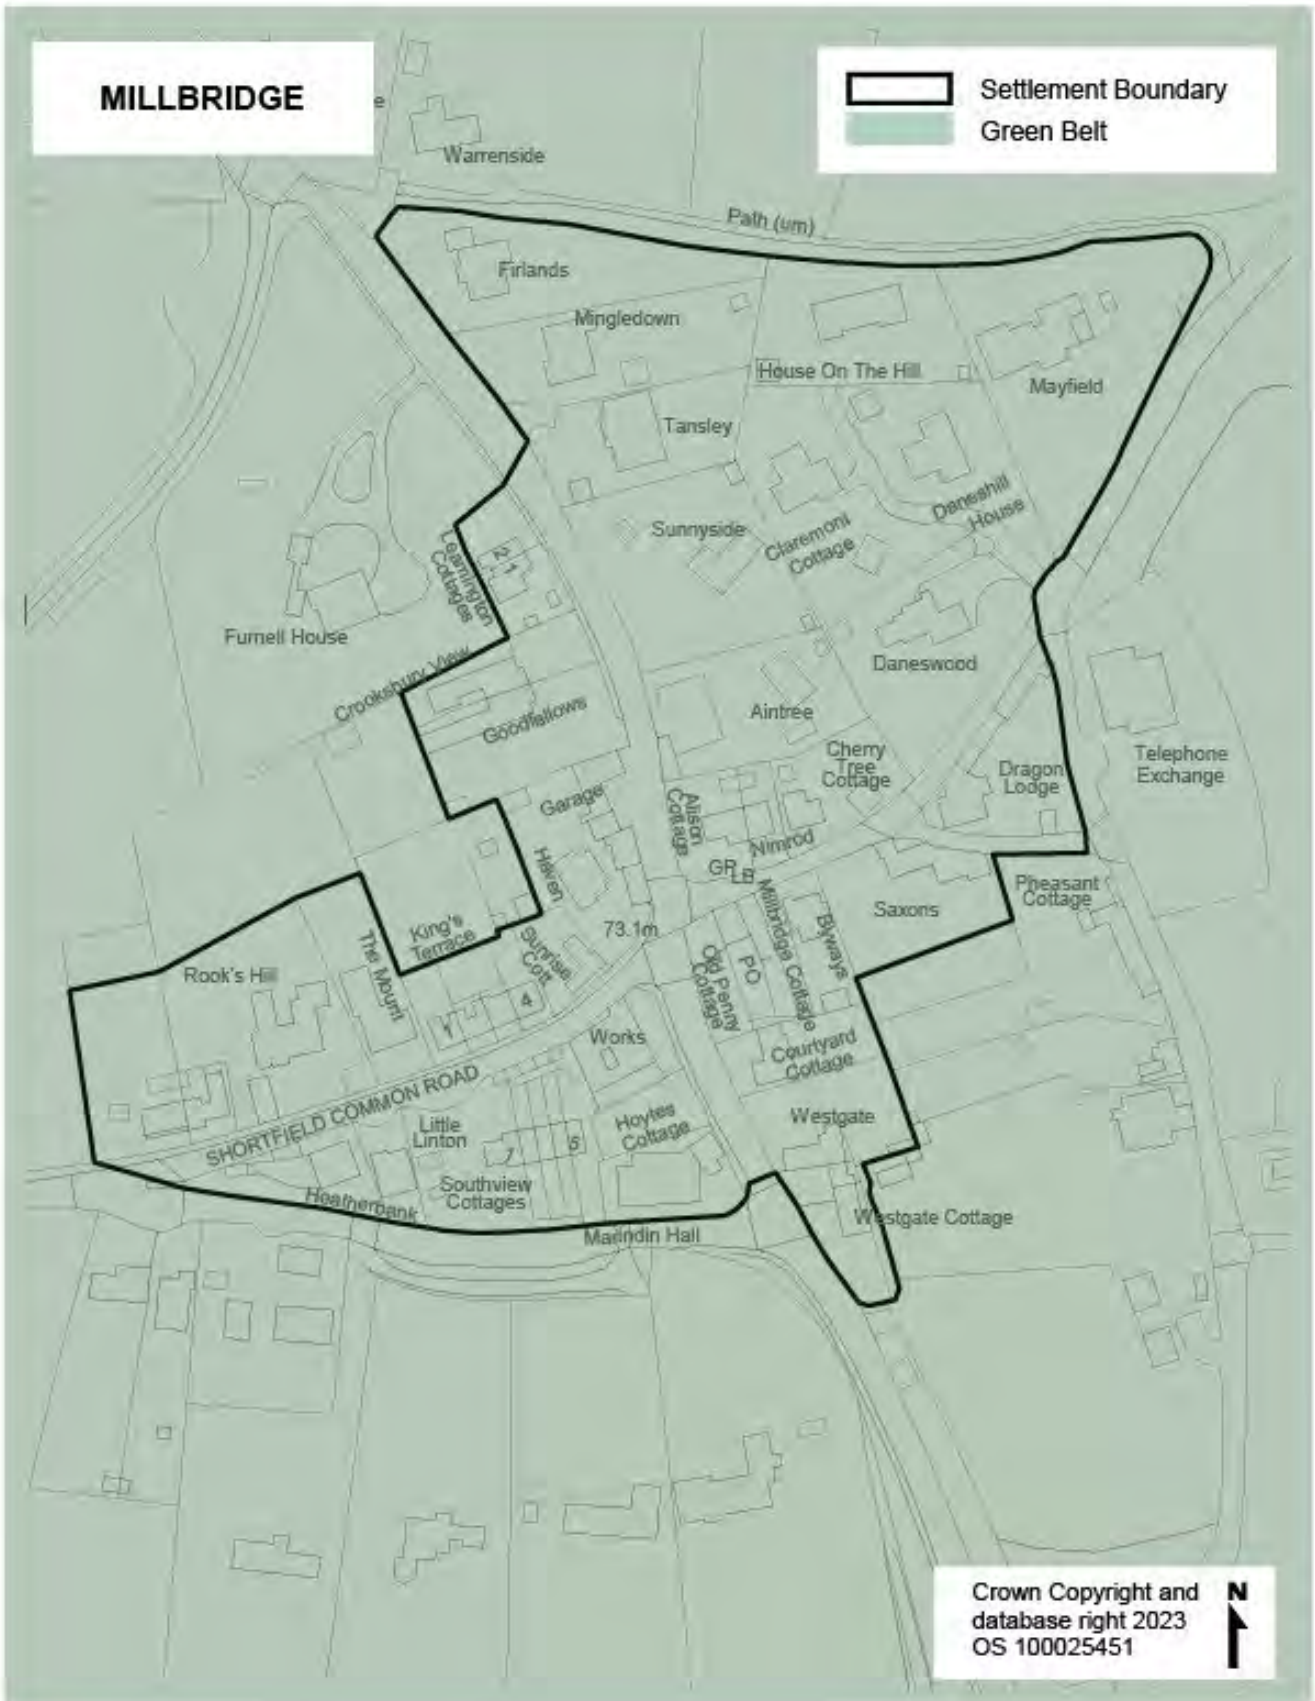 MILLBRIDGE
Settlement Boundary
Green Belt
e
Warrenside
Path (um)
Firlands
Mingledown
House On The Hill
Mayfield
Tansley
Sunnyside
Claremont
Cottage
Daneshill
House
Leamington
Cottages
2
1
Furnell House
Crooksbury View
Daneswood
Goodfellows
Aintree
Cherry
Tree
Cottage
Dragon
Lodge
Telephone
Exchange
Garage
Alison
Cottage
Nimrod
GP
LB
Haven
Pheasant
Cottage
Saxons
Millbridge Cottage
Byways
73.1m
King's
Terrace
Sunrise
Cott
The Mount
Rook's Hill
Old Penny
Cottage
PO
4
1
Works
Courtyard
Cottage
SHORTFIELD COMMON ROAD
Little
Linton
Hoytes
Cottage
Westgate
1
5
Southview
Cottages
Heatherbank
Westgate Cottage
Marindin Hall
Crown Copyright and
database right 2023
OS 100025451
N